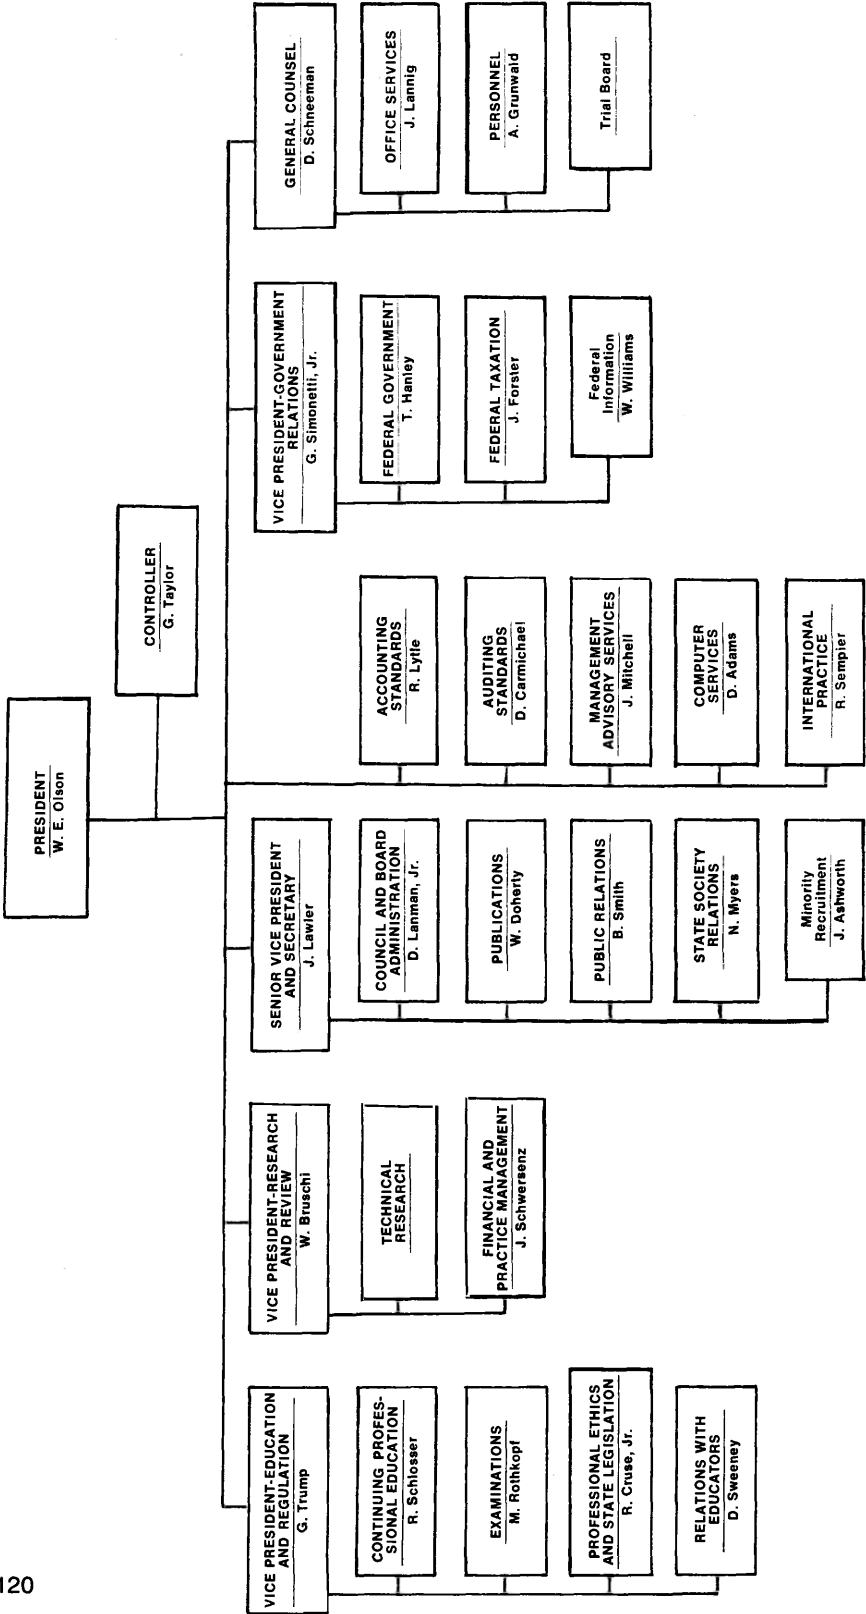 120
PRESIDENT
W. E. Olson
CONTROLLER
G. Taylor
VICE PRESIDENT-EDUCATION
AND REGULATION
G. Trump
CONTINUING PROFES-
SIONAL EDUCATION
R. Schlosser
EXAMINATIONS
M. Rothkopf
PROFESSIONAL ETHICS
AND STATE LEGISLATION
R. Cruse, Jr.
RELATIONS WITH
EDUCATORS
D. Sweeney
VICE PRESIDENT-RESEARCH
AND REVIEW
W. Bruschi
TECHNICAL
RESEARCH
FINANCIAL AND
PRACTICE MANAGEMENT
J. Schwersenz
SENIOR VICE PRESIDENT
AND SECRETARY
J. Lawler
COUNCIL AND BOARD
ADMINISTRATION
D. Lanman, Jr.
PUBLICATIONS
W. Doherty
PUBLIC RELATIONS
B. Smith
STATE SOCIETY
RELATIONS
N. Myers
Minority
Recruitment
J. Ashworth
ACCOUNTING
STANDARDS
R. Lytle
AUDITING
STANDARDS
D. Carmichael
MANAGEMENT
ADVISORY SERVICES
J. Mitchell
COMPUTER
SERVICES
D. Adams
INTERNATIONAL
PRACTICE
R. Sempier
VICE PRESIDENT-GOVERNMENT
RELATIONS
G. Simonetti, Jr.
FEDERAL GOVERNMENT
T. Hanley
FEDERAL TAXATION
J. Forster
Federal
Information
W. Williams
GENERAL COUNSEL
D. Schneeman
OFFICE SERVICES
J. Lannig
PERSONNEL
A. Grunwald
Trial Board